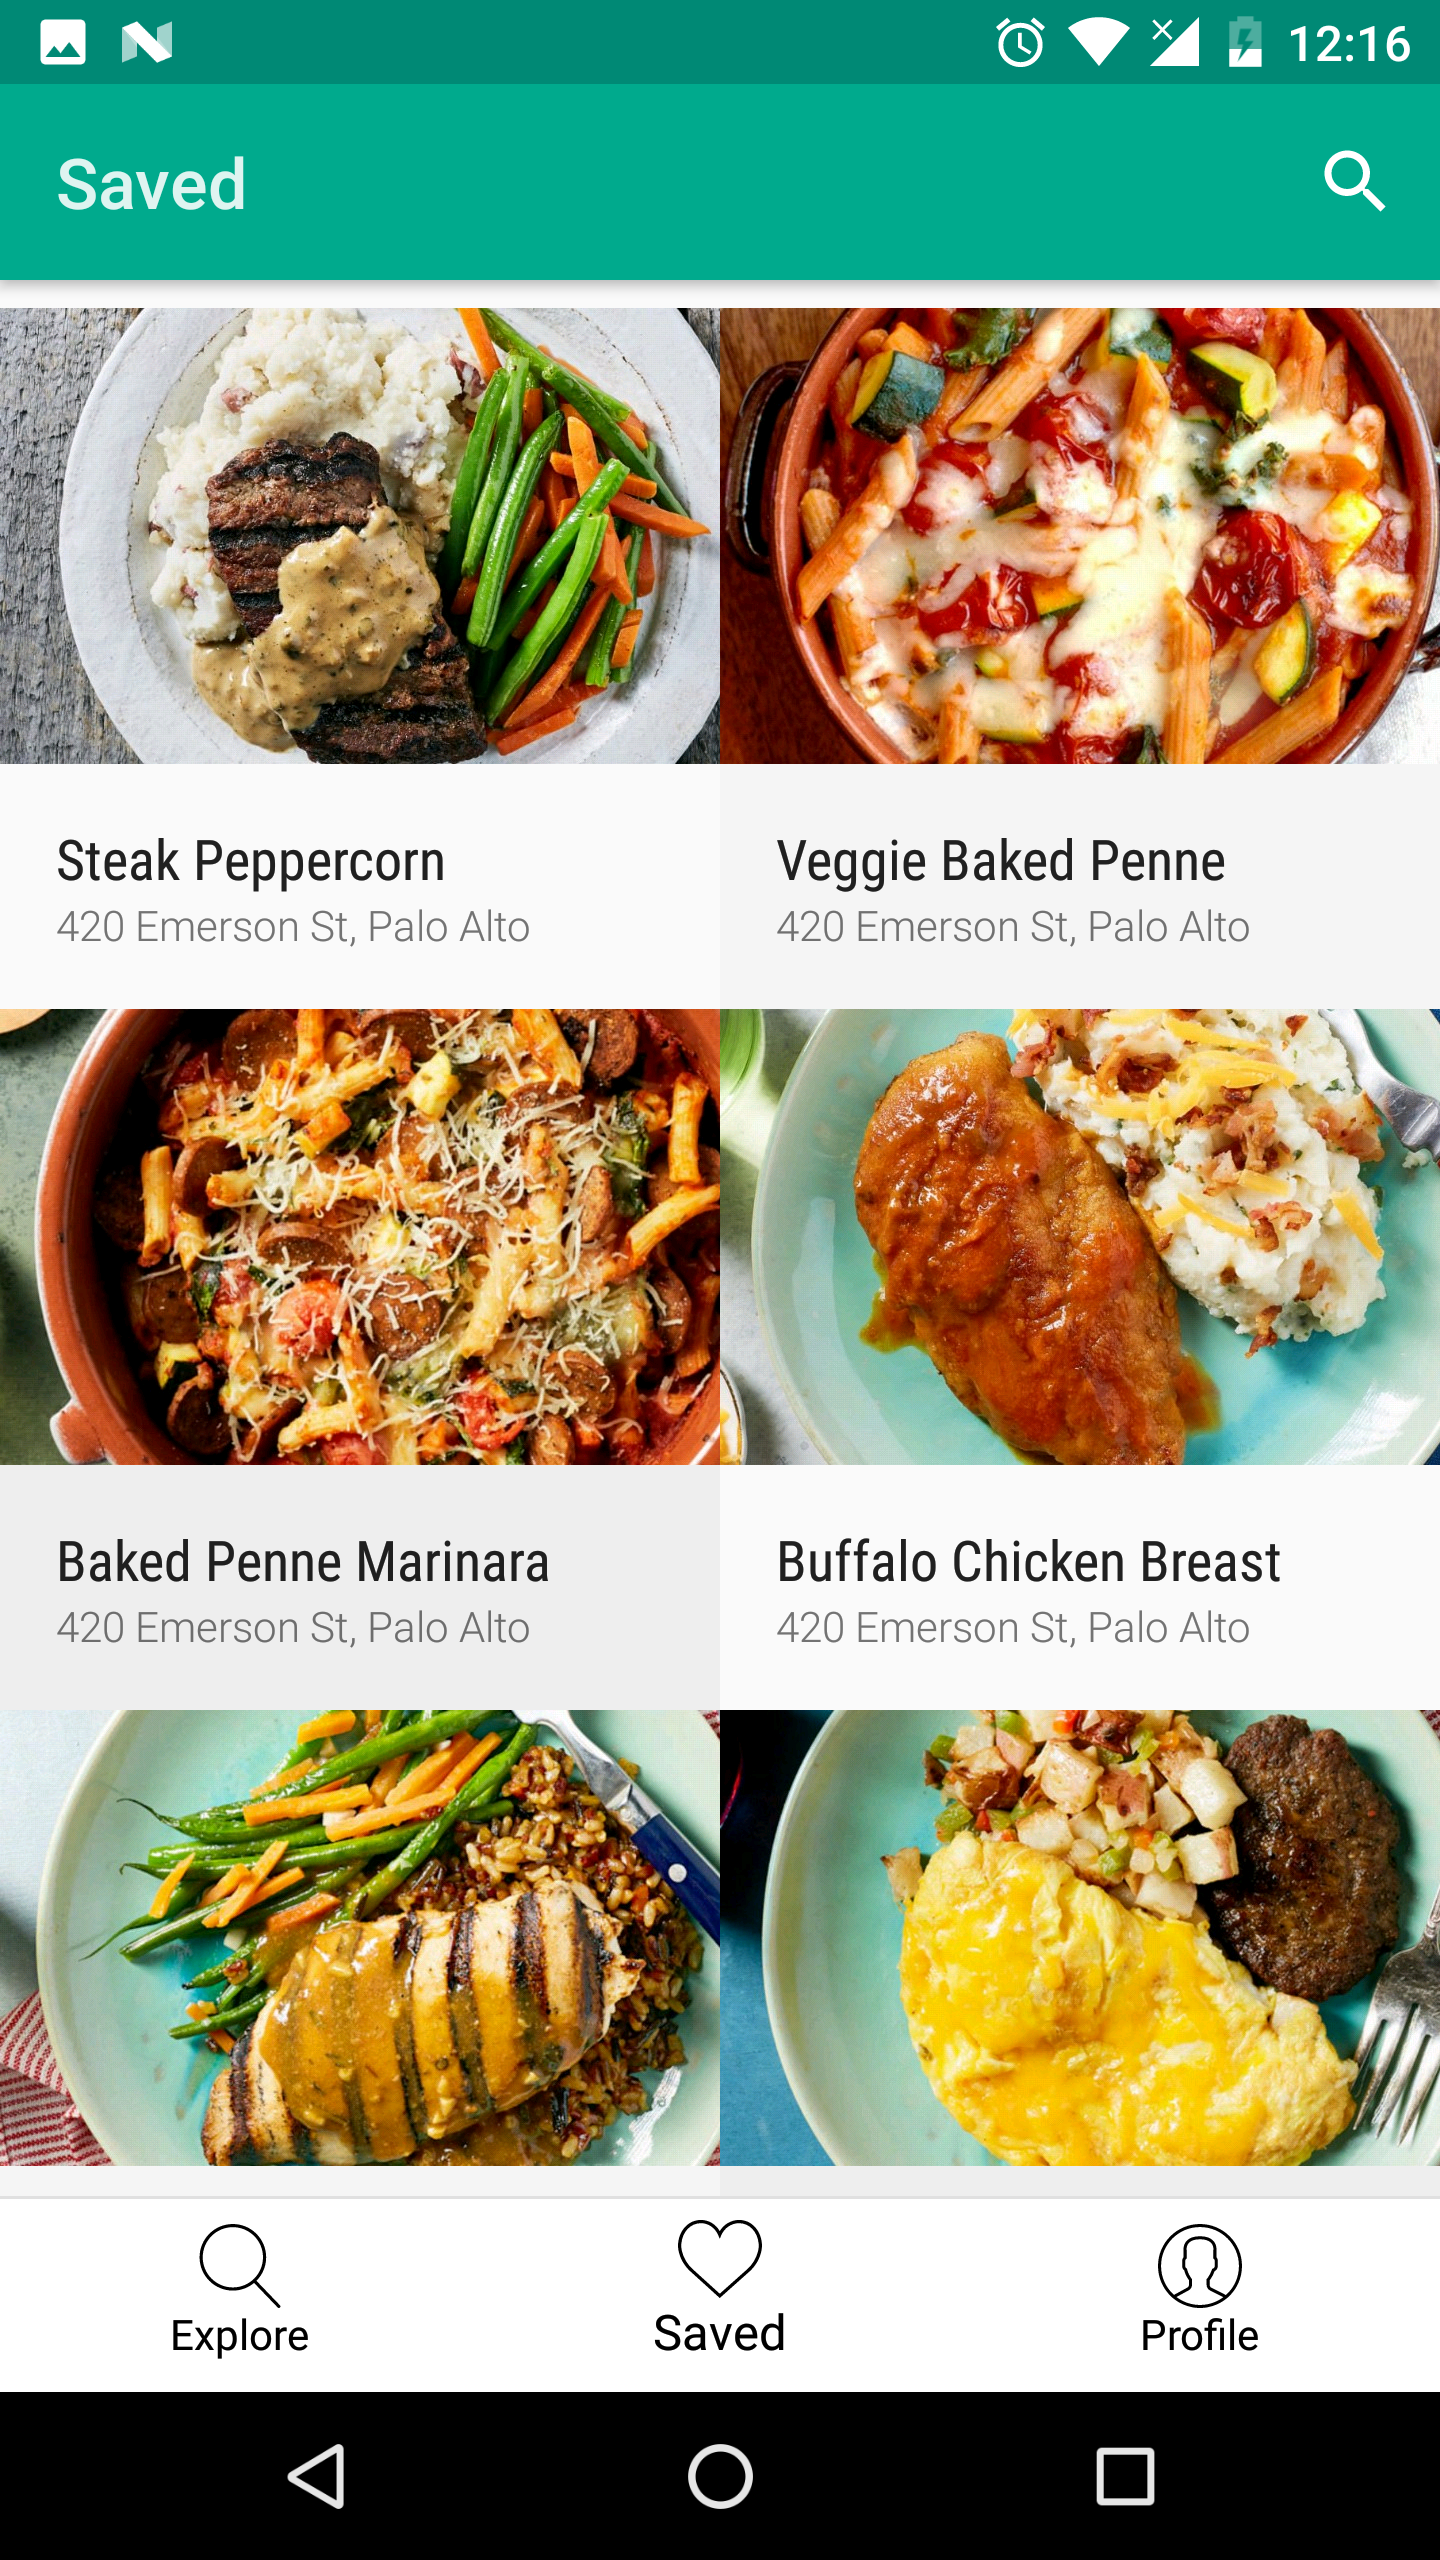 12:16
Saved
Steak Peppercorn
420 Emerson St, Palo Alto
Veggie Baked Penne
420 Emerson St, Palo Alto
Baked Penne Marinara
420 Emerson St, Palo Alto
Buffalo Chicken Breast
420 Emerson St, Palo Alto
Explore
Saved
Profile